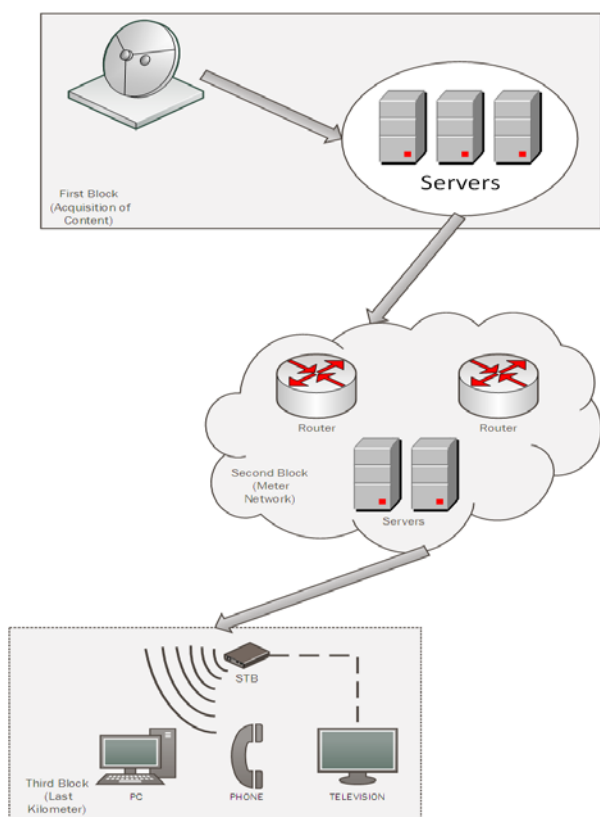 Servers
First Block
(Acquisition of
Content)
Router
Router
Second Block
(Meter
Network)
Servers
STB
Third Block
(Last
Kilometer)
PC
PHONE
TELEVISION